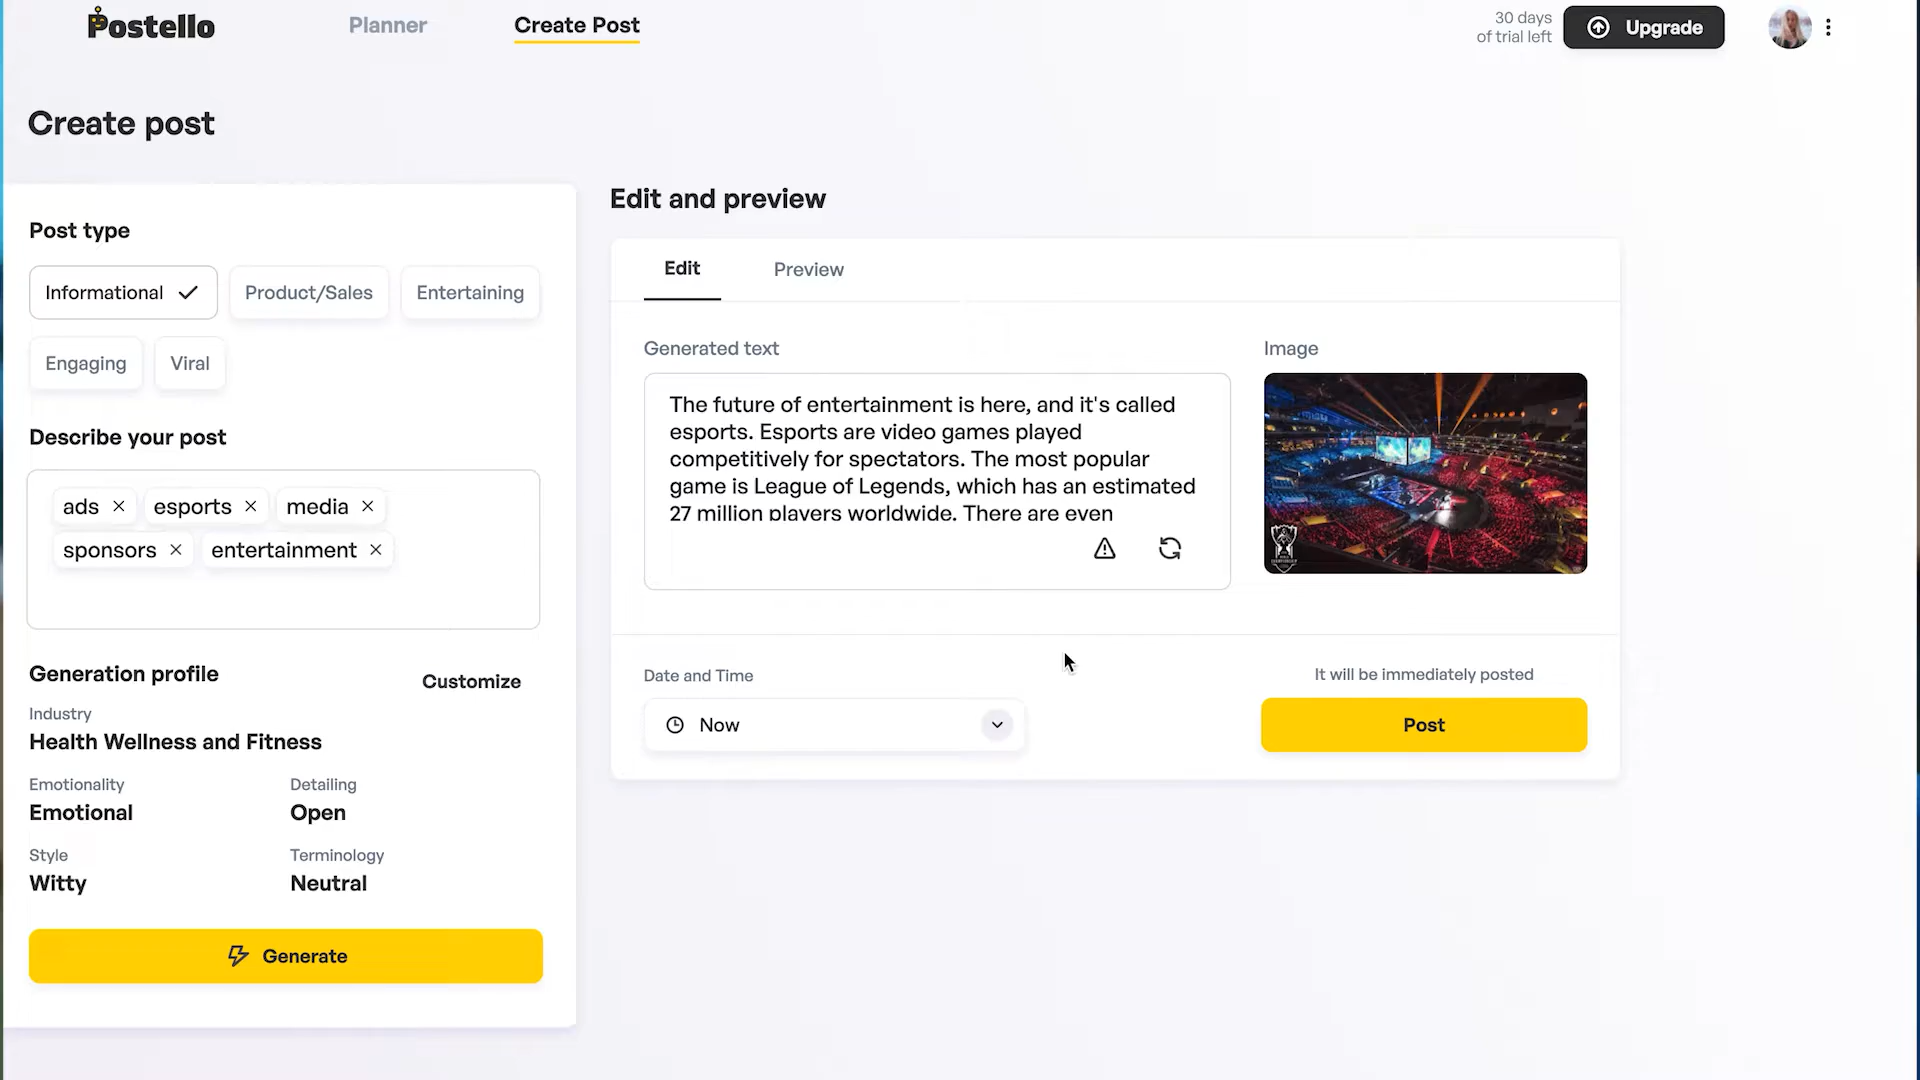 Postello
Planner
Create Post
30 days
of trial left
Upgrade
Create post
Post type
Informational
Product/Sales
Entertaining
Engaging
Viral
Describe your post
ads
esports
media
sponsors
entertainment
Generation profile
Customize
Industry
Health Wellness and Fitness
Emotionality
Detailing
Emotional
Open
Style
Terminology
Witty
Neutral
Generate
Edit and preview
Edit
Preview
Generated text
The future of entertainment is here, and it's called
esports. Esports are video games played
competitively for spectators. The most popular
game is League of Legends, which has an estimated
27 million players worldwide. There are even
Image
Date and Time
Now
It will be immediately posted
Post